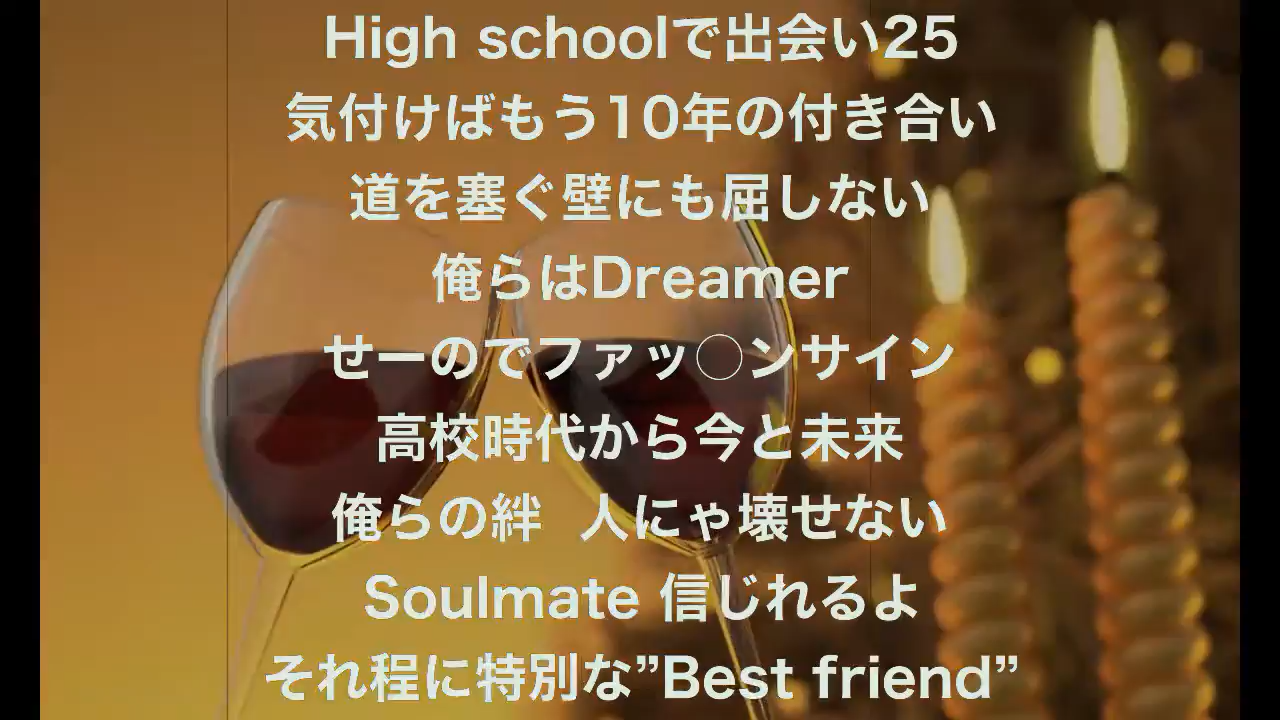 High schoolで出会い25
気付けばもう10年の付き合い
道を塞ぐ壁にも屈しない
俺らはDreamer
せーのでファッ◯ンサイン
高校時代から今と未来
俺らの絆  人にゃ壊せない
Soulmate 信じれるよ
それ程に特別な”Best friend”